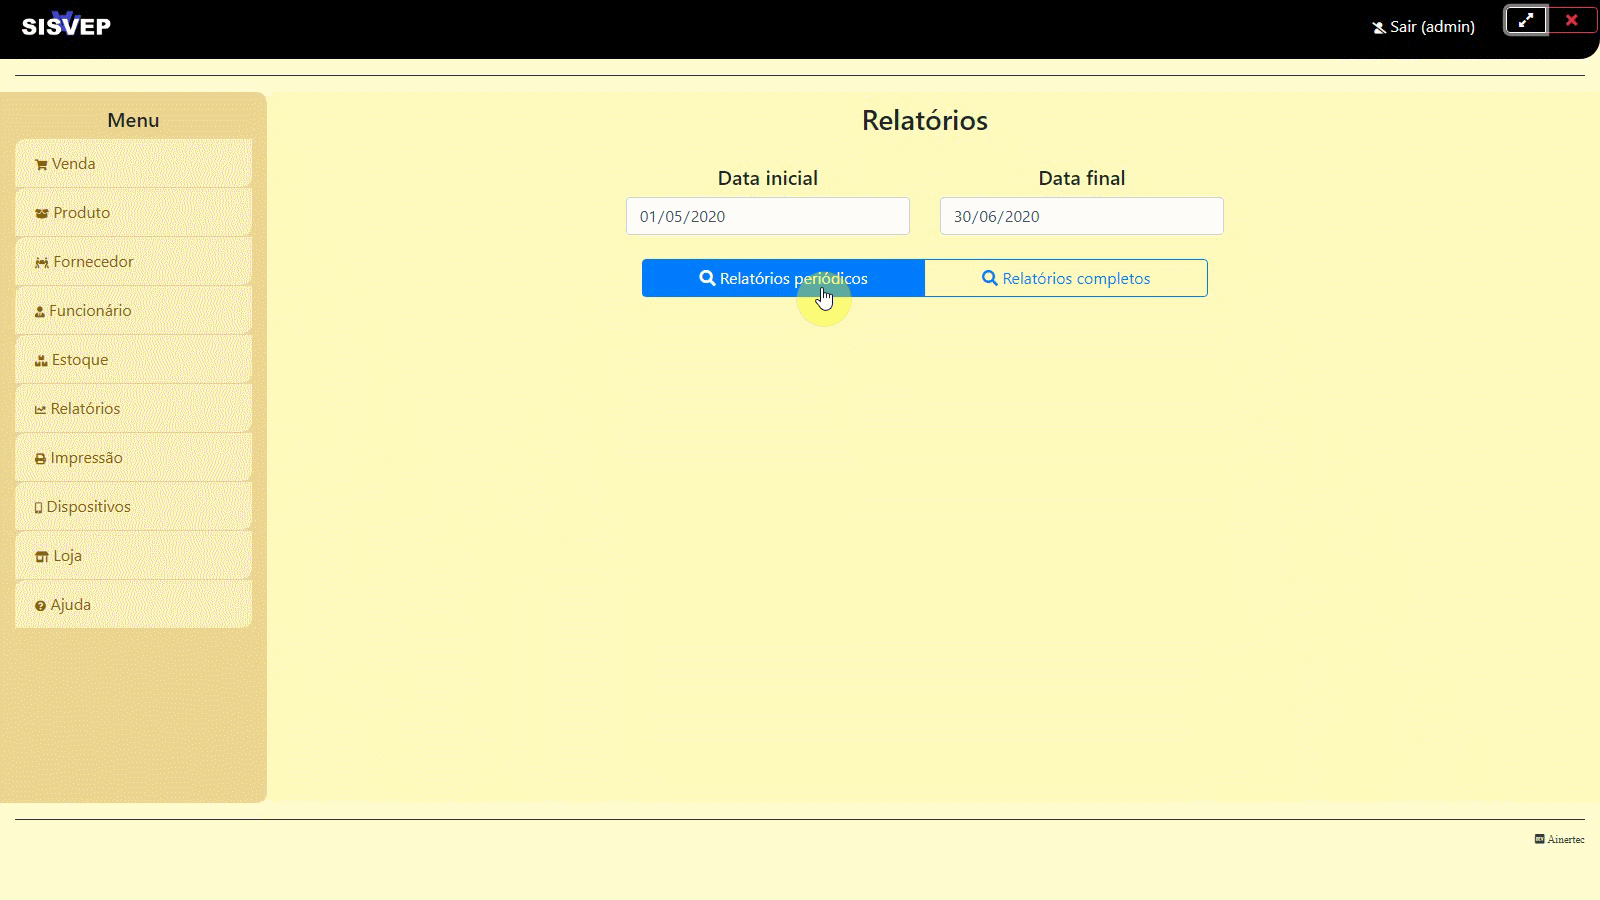 SISVEP
Sair (admin)
Menu
Venda
Produto
Fornecedor
Funcionário
Estoque
Relatórios
Impressão
Dispositivos
Loja
Ajuda
Relatórios
Data inicial
Data final
01/05/2020
30/06/2020
Relatórios periódicos
Relatórios completos
Ainertec